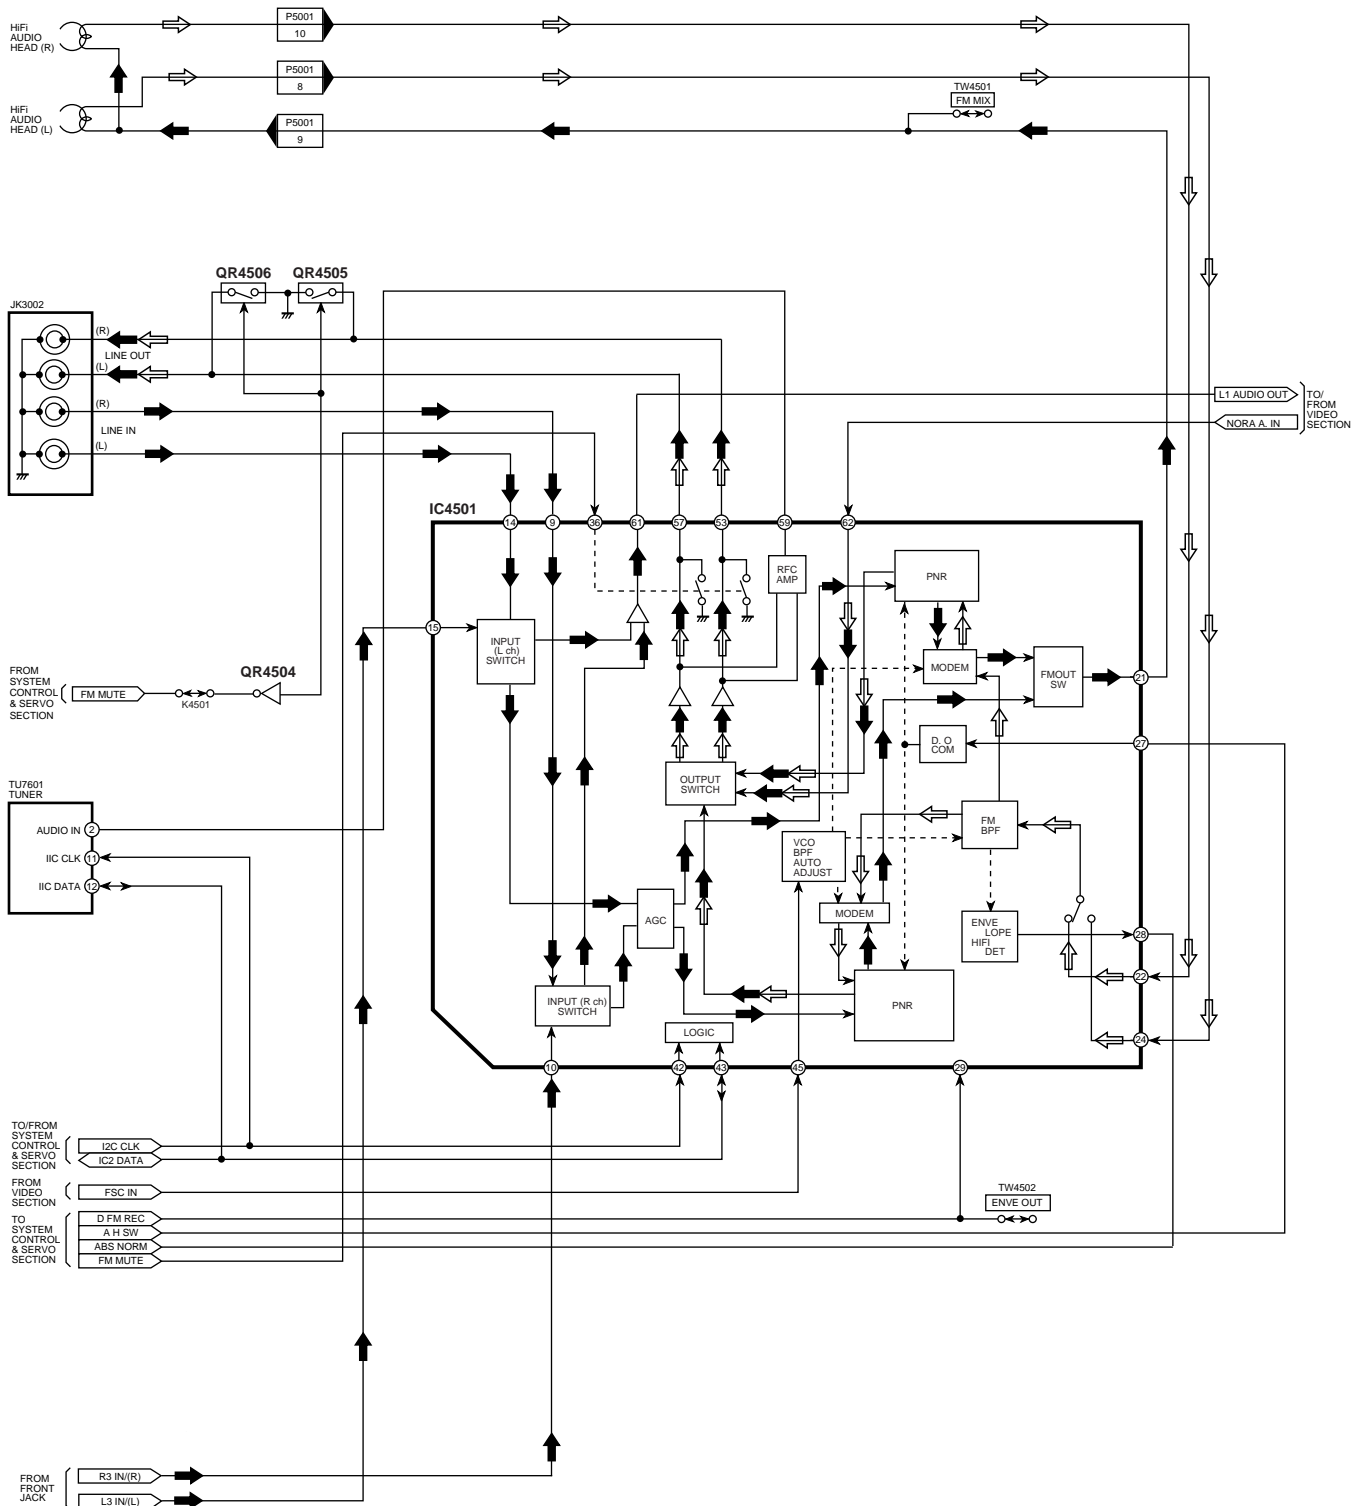 HiFi
AUDIO
HEAD (R)
P5001
10
P5001
8
HiFi
AUDIO
HEAD (L)
P5001
9
TW4501
FM MIX
QR4506
QR4505
JK3002
(R)
LINE OUT
(L)
(R)
LINE IN
(L)
L1 AUDIO OUT
NORA A. IN
TO/
FROM
VIDEO
SECTION
IC4501
14
9
36
61
57
53
59
62
RFC
AMP
PNR
15
INPUT
(L ch)
SWITCH
MODEM
FMOUT
SW
21
FROM
SYSTEM
CONTROL
& SERVO
SECTION
FM MUTE
K4501
QR4504
D. O
COM
27
OUTPUT
SWITCH
TU7601
TUNER
AUDIO IN
2
IIC CLK
11
IIC DATA
12
VCO
BPF
AUTO
ADJUST
FM
BPF
AGC
MODEM
ENVE
LOPE
HIFI
DET
28
22
INPUT (R ch)
SWITCH
PNR
LOGIC
24
10
42
43
45
29
TO/FROM
SYSTEM
CONTROL
& SERVO
SECTION
I2C CLK
IC2 DATA
FROM
VIDEO
SECTION
FSC IN
TW4502
ENVE OUT
TO
SYSTEM
CONTROL
& SERVO
SECTION
D FM REC
A H SW
ABS NORM
FM MUTE
FROM
FRONT
JACK
R3 IN/(R)
L3 IN/(L)